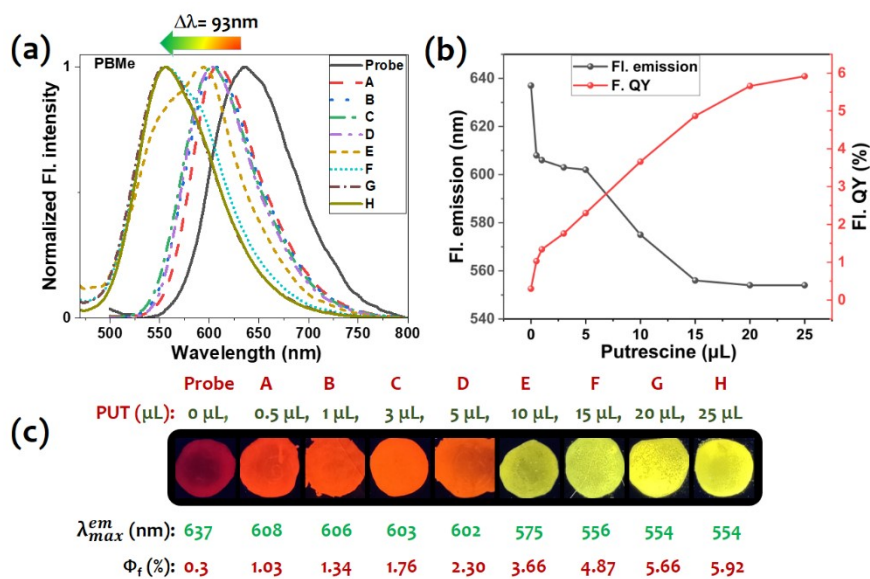 Δλ= 93nm
(a)
PBMe
Probe
A
B
C
D
E
F
G
H
Normalized Fl. intensity
1
0
500 550 600 650 700 750 800
Wavelength (nm)
(b)
Fl. emission
F. QY
Fl. emission (nm)
640
620
600
580
560
540
Fl. QY (%)
6
5
4
3
2
1
0
0 5 10 15 20 25
Putrescine (µL)
Probe A B C D E F G H
PUT (µL): 0 µL, 0.5 µL, 1 µL, 3 µL, 5 µL, 10 µL, 15 µL, 20 µL, 25 µL
(c)
λ^em_max (nm): 637 608 606 603 602 575 556 554 554
Φf (%): 0.3 1.03 1.34 1.76 2.30 3.66 4.87 5.66 5.92